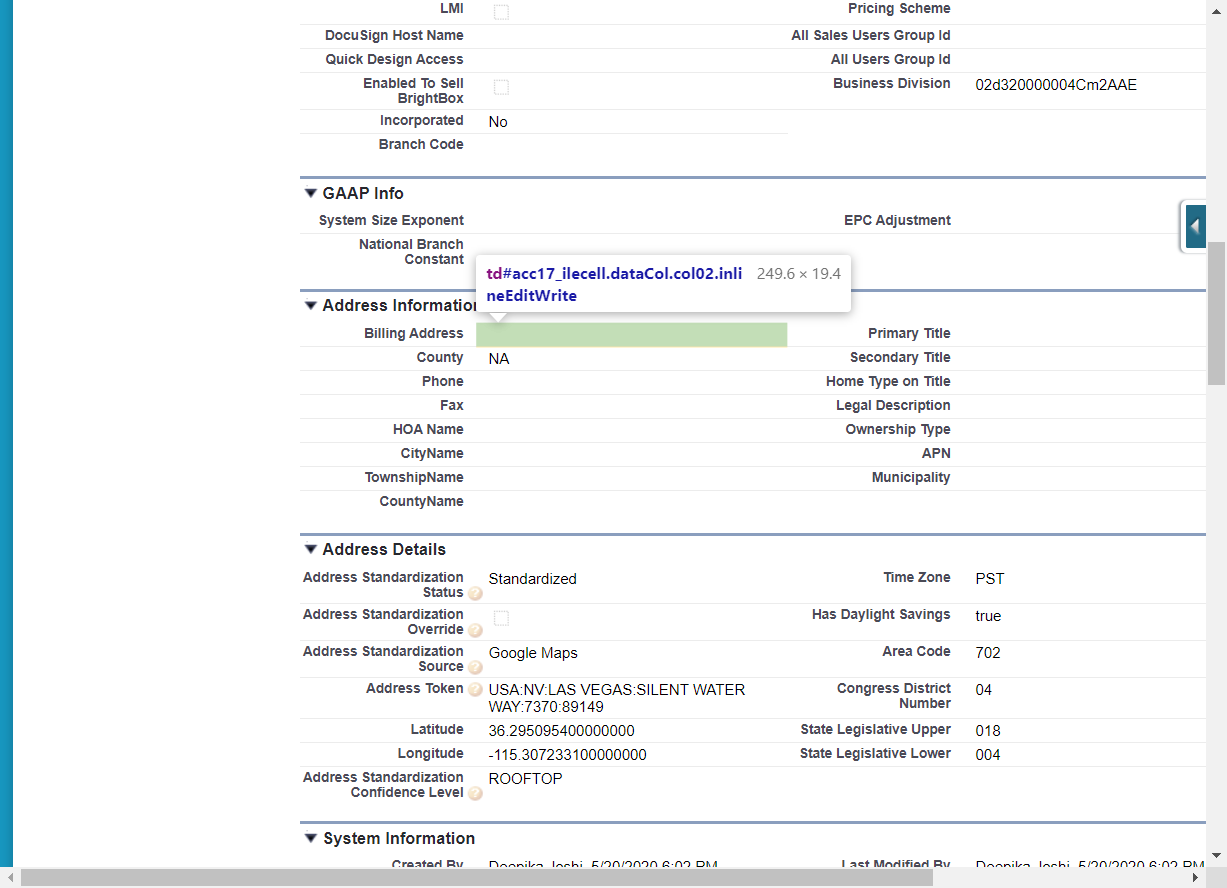 LMI
Pricing Scheme
DocuSign Host Name
All Sales Users Group Id
Quick Design Access
All Users Group Id
Enabled To Sell
BrightBox
Business Division
02d320000004Cm2AAE
Incorporated
No
Branch Code
GAAP Info
System Size Exponent
EPC Adjustment
National Branch
Constant
td#acc17_ilecell.dataCol.col02.inli
neEditWrite
249.6 × 19.4
Address Information
Billing Address
Primary Title
County
NA
Secondary Title
Phone
Home Type on Title
Fax
Legal Description
HOA Name
Ownership Type
CityName
APN
TownshipName
Municipality
CountyName
Address Details
Address Standardization
Status
?
Standardized
Time Zone
PST
Address Standardization
Override
?
Has Daylight Savings
true
Address Standardization
Source
?
Google Maps
Area Code
702
Address Token
?
USA:NV:LAS VEGAS:SILENT WATER
WAY:7370:89149
Congress District
Number
04
Latitude
36.295095400000000
State Legislative Upper
018
Longitude
-115.307233100000000
State Legislative Lower
004
Address Standardization
Confidence Level
?
ROOFTOP
System Information
Created By
Deepika Joshi, 5/20/2020 6:02 PM
Last Modified By
Deepika Joshi, 5/20/2020 6:02 PM